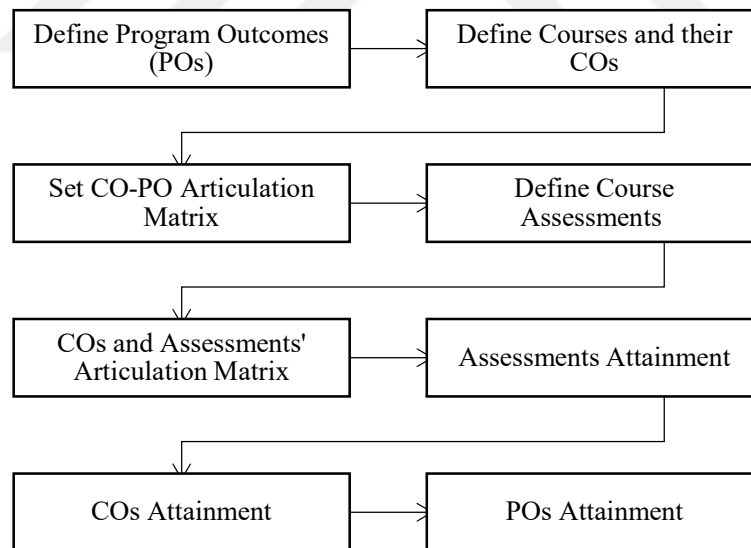 Define Program Outcomes
(POs)
Define Courses and their
COs
Set CO-PO Articulation
Matrix
Define Course
Assessments
COs and Assessments'
Articulation Matrix
Assessments Attainment
COs Attainment
POs Attainment